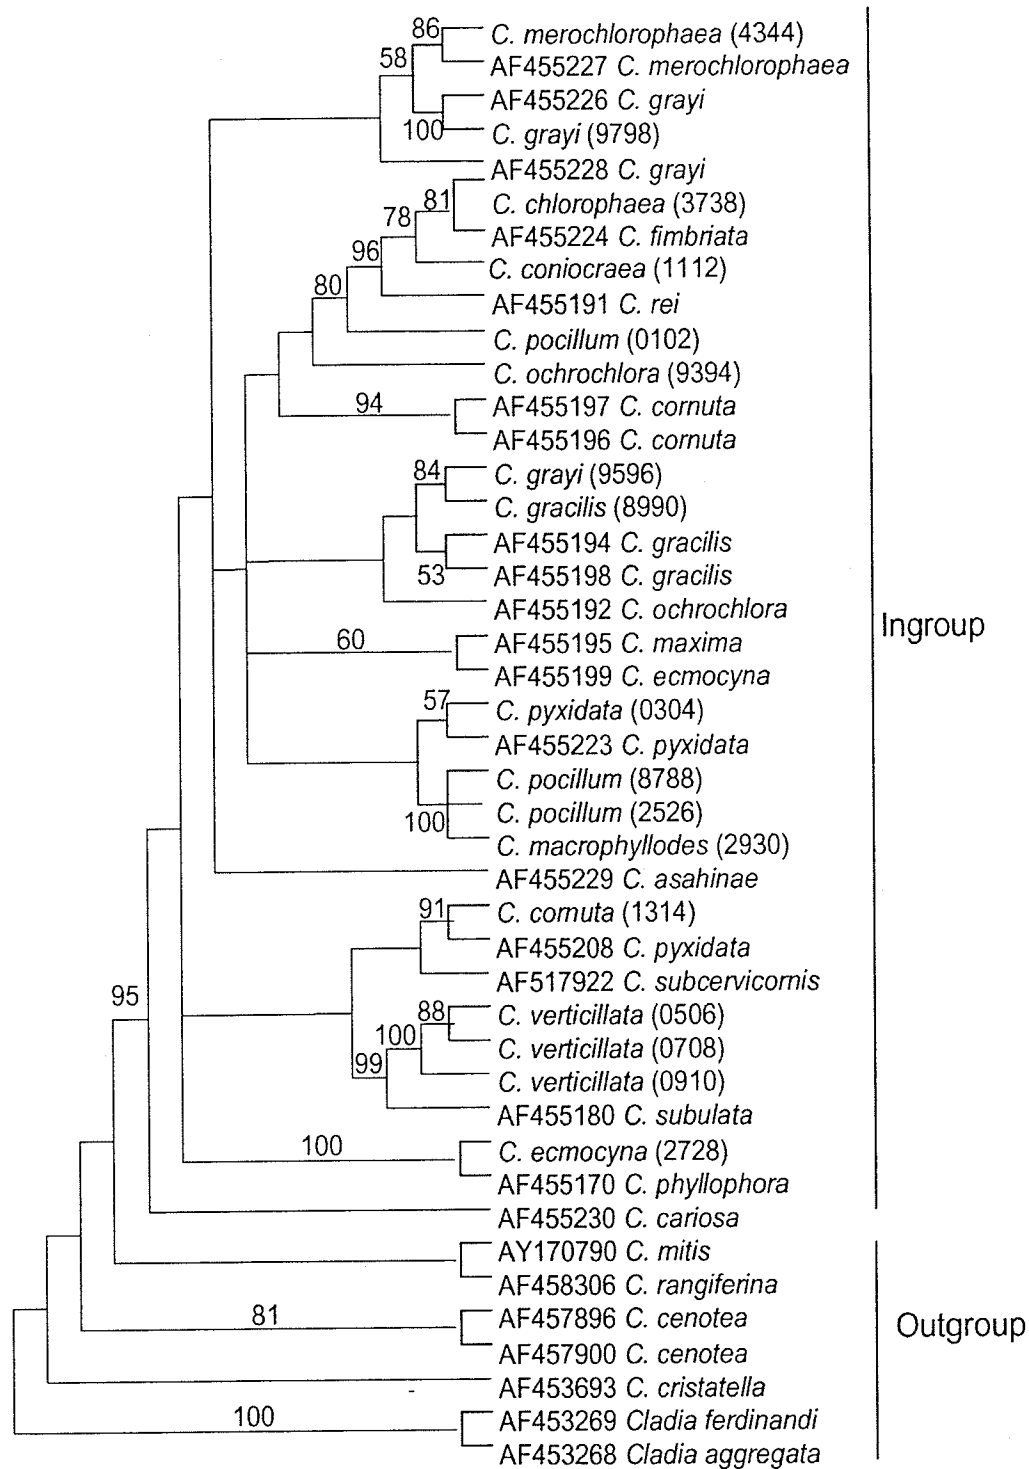 86
C. merochlorophaea (4344)
58
AF455227 C. merochlorophaea
AF455226 C. grayi
100
C. grayi (9798)
AF455228 C. grayi
81
C. chlorophaea (3738)
78
AF455224 C. fimbriata
96
C. coniocraea (1112)
80
AF455191 C. rei
C. pocillum (0102)
C. ochrochlora (9394)
94
AF455197 C. cornuta
AF455196 C. cornuta
84
C. grayi (9596)
C. gracilis (8990)
AF455194 C. gracilis
53
AF455198 C. gracilis
AF455192 C. ochrochlora
Ingroup
60
AF455195 C. maxima
AF455199 C. ecmocyna
57
C. pyxidata (0304)
AF455223 C. pyxidata
C. pocillum (8788)
C. pocillum (2526)
100
C. macrophyllodes (2930)
AF455229 C. asahinae
91
C. cornuta (1314)
AF455208 C. pyxidata
AF517922 C. subcervicornis
95
88
C. verticillata (0506)
100
C. verticillata (0708)
99
C. verticillata (0910)
AF455180 C. subulata
100
C. ecmocyna (2728)
AF455170 C. phyllophora
AF455230 C. cariosa
AY170790 C. mitis
AF458306 C. rangiferina
81
AF457896 C. cenotea
Outgroup
AF457900 C. cenotea
AF453693 C. cristatella
100
AF453269 Cladia ferdinandi
AF453268 Cladia aggregata